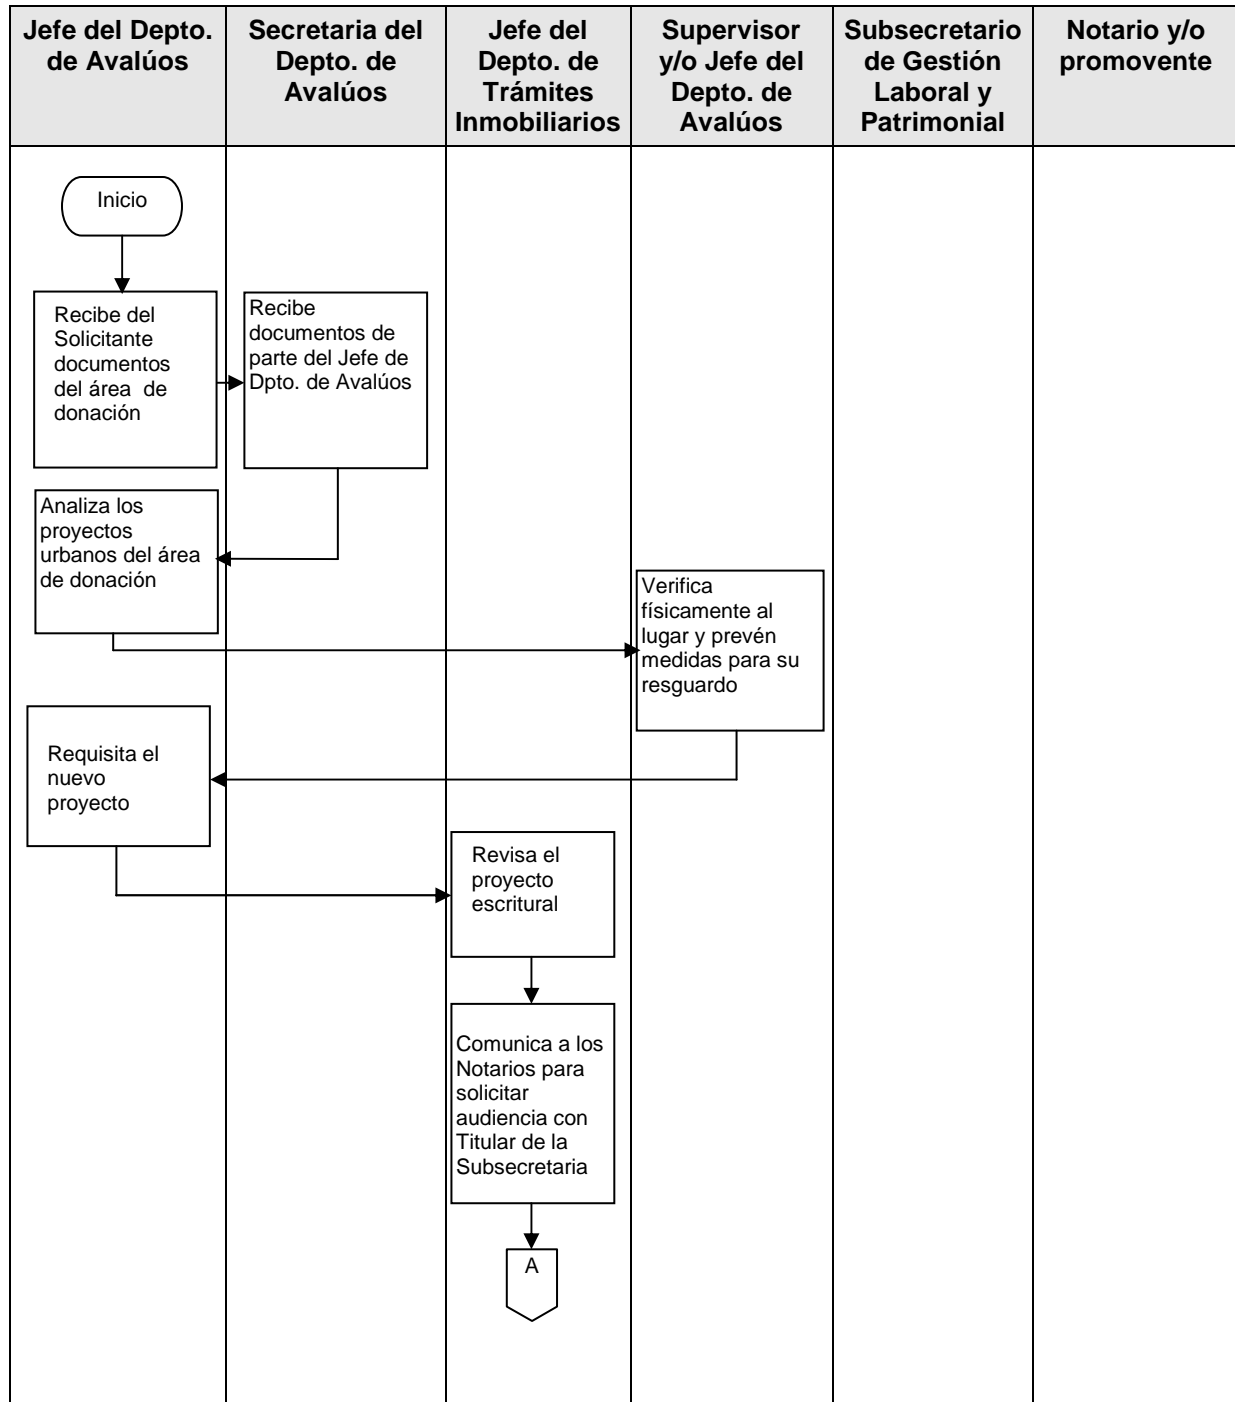 Jefe del Depto.
de Avalúos
Secretaria del
Depto. de
Avalúos
Jefe del
Depto. de
Trámites
Inmobiliarios
Supervisor
y/o Jefe del
Depto. de
Avalúos
Subsecretario
de Gestión
Laboral y
Patrimonial
Notario y/o
promovente
Inicio
Recibe del
Solicitante
documentos
del área de
donación
Recibe
documentos de
parte del Jefe de
Dpto. de Avalúos
Analiza los
proyectos
urbanos del área
de donación
Verifica
físicamente al
lugar y prevén
medidas para su
resguardo
Requisita el
nuevo
proyecto
Revisa el
proyecto
escritural
Comunica a los
Notarios para
solicitar
audiencia con
Titular de la
Subsecretaria
A